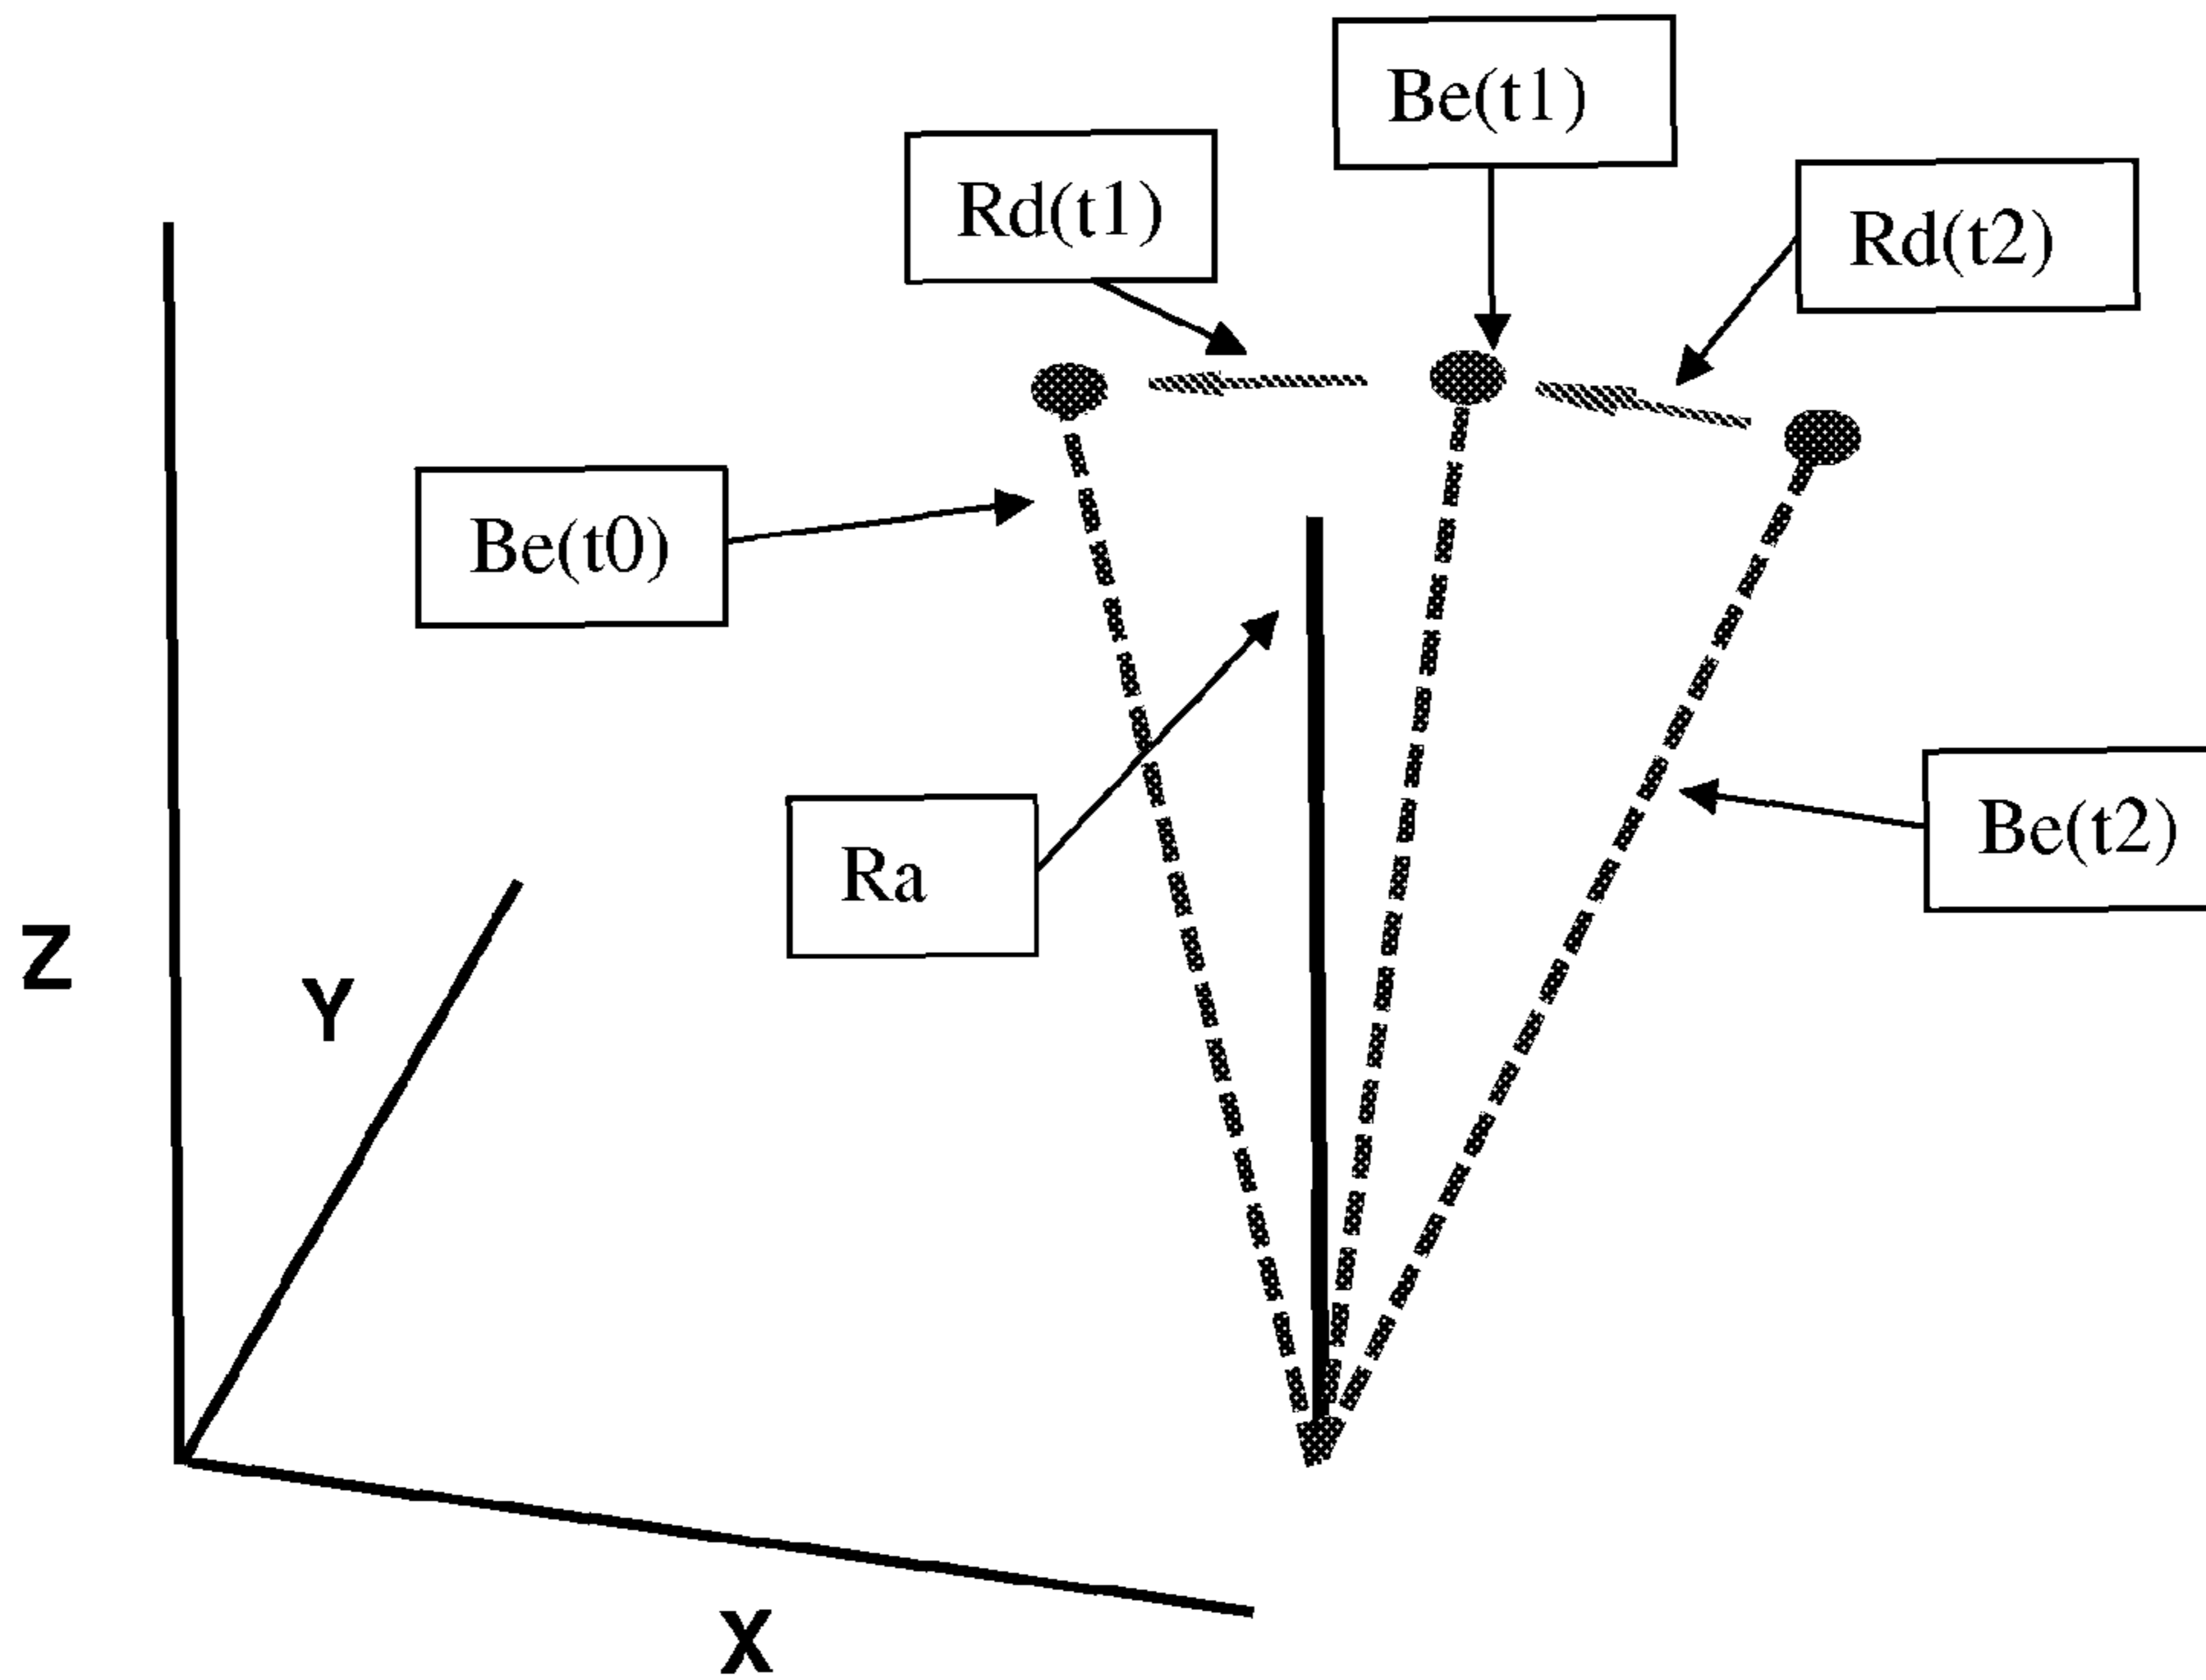 Be(t1)
Rd(t1)
Rd(t2)
Be(t0)
Be(t2)
Ra
Z
Y
X